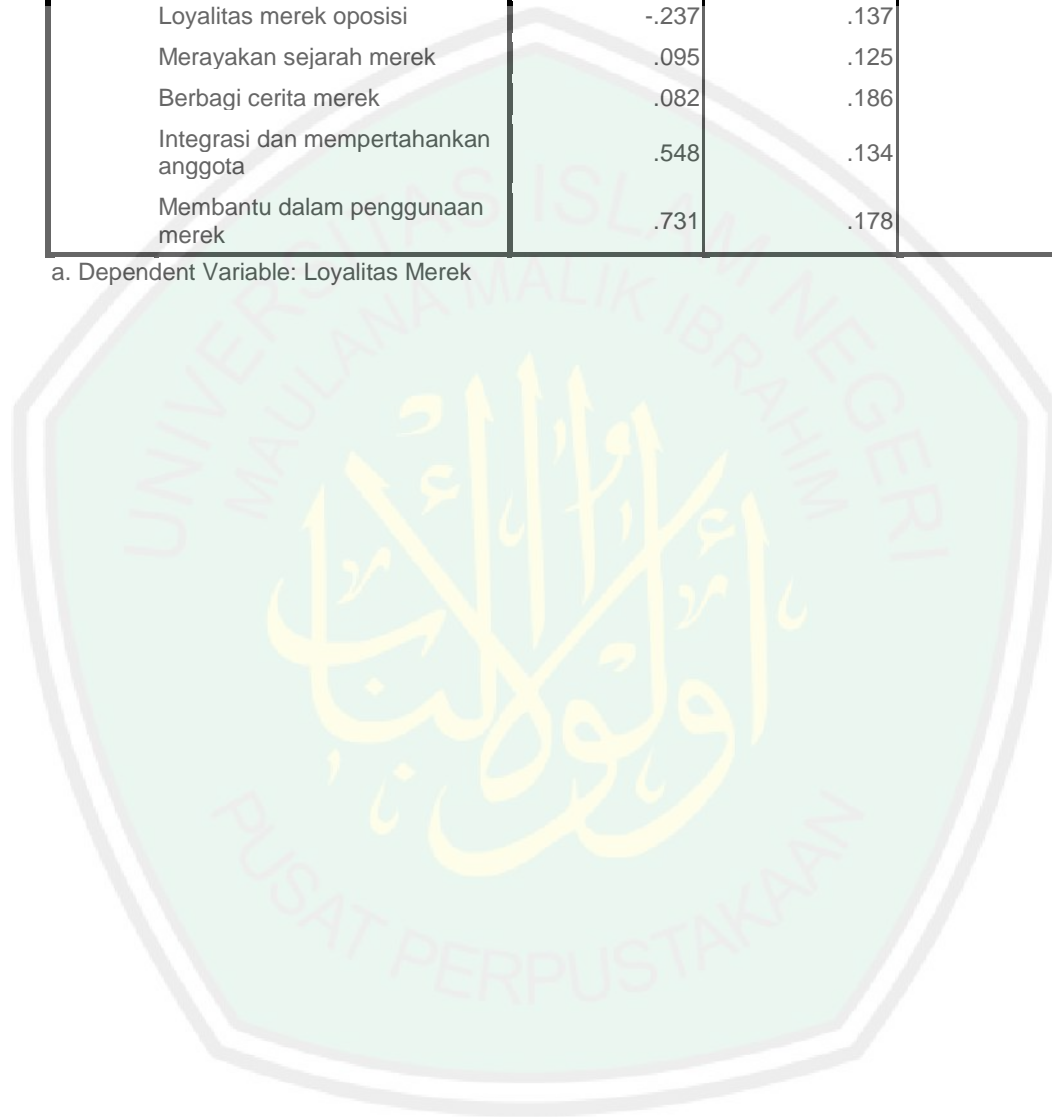 Loyalitas merek oposisi -.237 .137
Merayakan sejarah merek .095 .125
Berbagi cerita merek .082 .186
Integrasi dan mempertahankan
anggota .548 .134
Membantu dalam penggunaan
merek .731 .178
a. Dependent Variable: Loyalitas Merek
UNIVERSITAS ISLAM NEGERI
MAULANA MALIK IBRAHIM
أولوا الألباب
PUSAT PERPUSTAKAAN